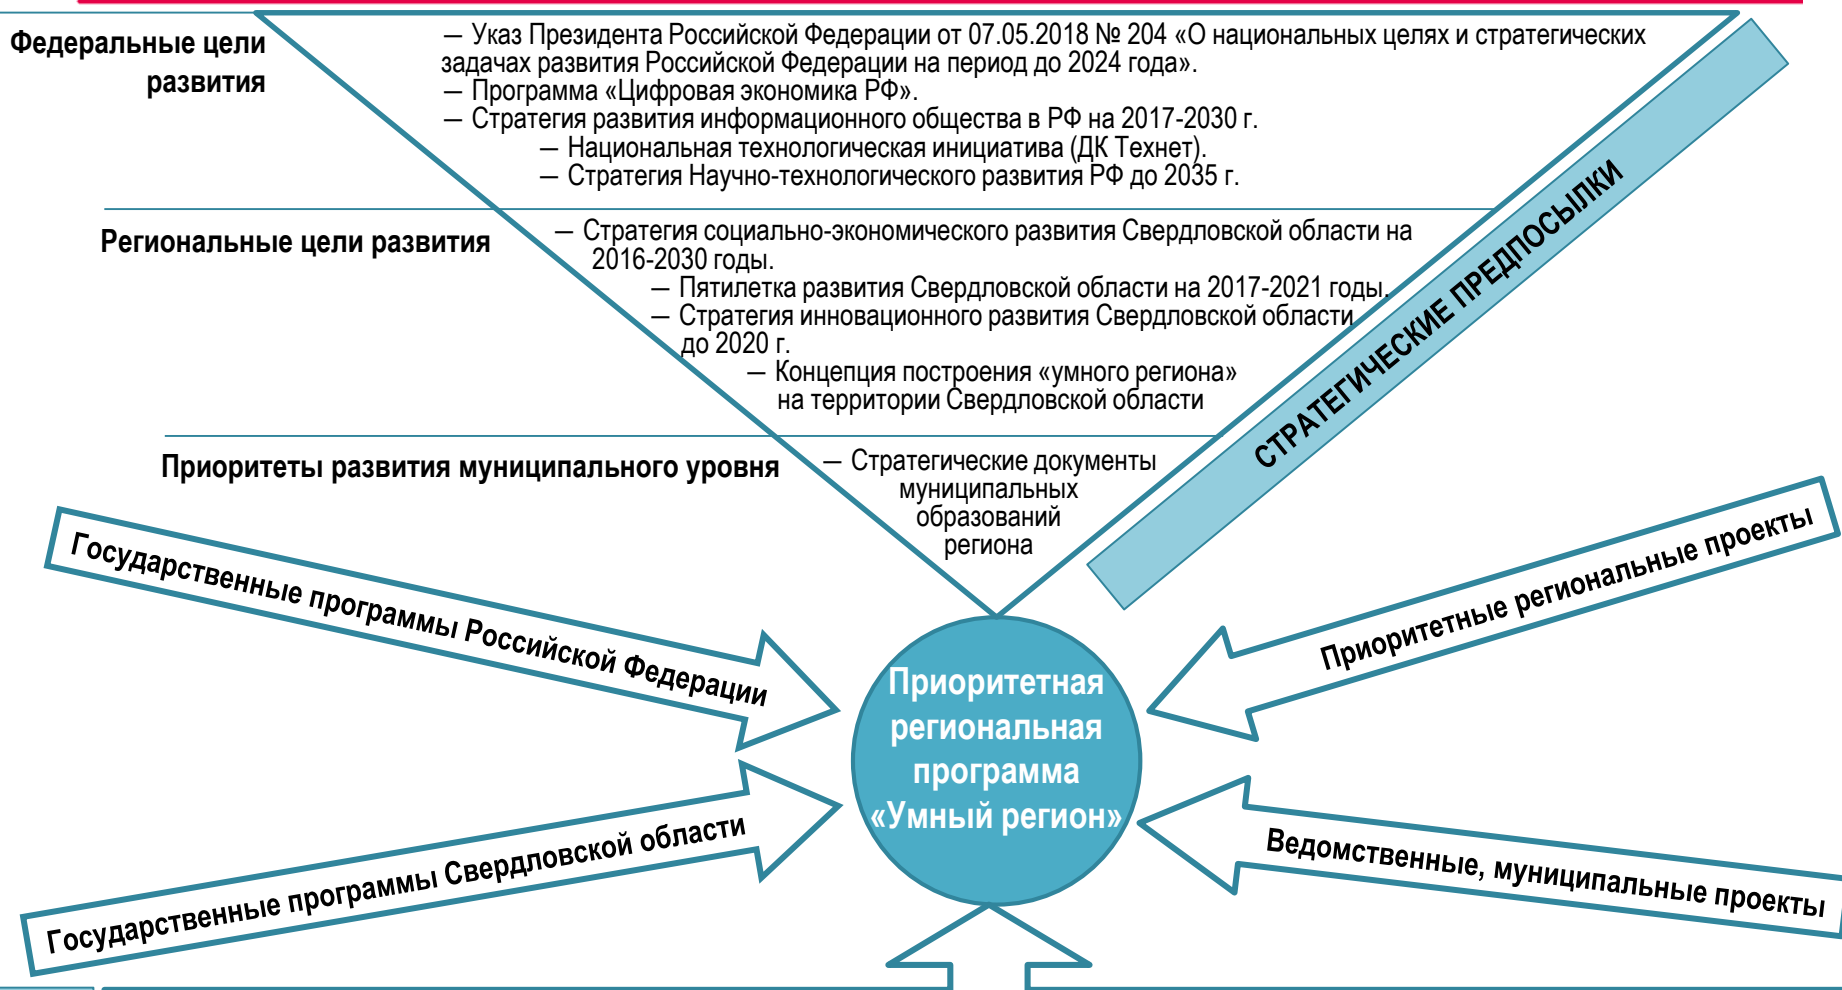 Федеральные цели
развития
— Указ Президента Российской Федерации от 07.05.2018 № 204 «О национальных целях и стратегических
задачах развития Российской Федерации на период до 2024 года».
— Программа «Цифровая экономика РФ».
— Стратегия развития информационного общества в РФ на 2017-2030 г.
— Национальная технологическая инициатива (ДК Технет).
— Стратегия Научно-технологического развития РФ до 2035 г.
Региональные цели развития
— Стратегия социально-экономического развития Свердловской области на
2016-2030 годы.
— Пятилетка развития Свердловской области на 2017-2021 годы.
— Стратегия инновационного развития Свердловской области
до 2020 г.
— Концепция построения «умного региона»
на территории Свердловской области
Приоритеты развития муниципального уровня
— Стратегические документы
муниципальных
образований
региона
СТРАТЕГИЧЕСКИЕ ПРЕДПОСЫЛКИ
Государственные программы Российской Федерации
Приоритетные региональные проекты
Приоритетная
региональная
программа
«Умный регион»
Государственные программы Свердловской области
Ведомственные, муниципальные проекты